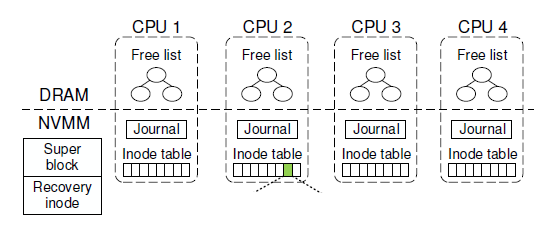 CPU 1 CPU 2 CPU 3 CPU 4
Free list Free list Free list Free list
DRAM
NVMM
Journal Journal Journal Journal
Super
block
Inode table Inode table Inode table Inode table
Recovery
inode